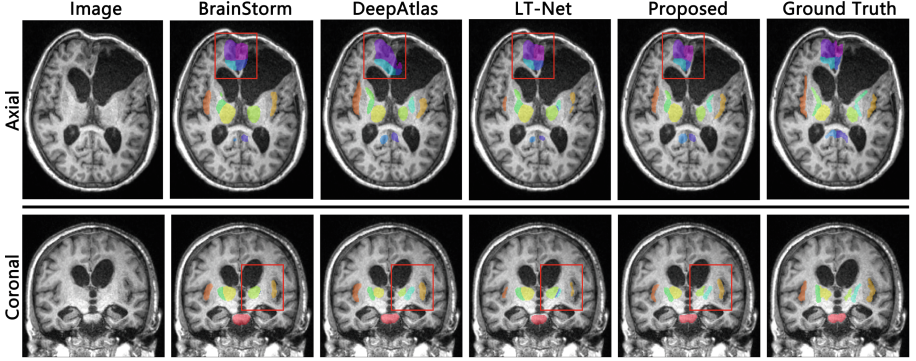 Image BrainStorm DeepAtlas LT-Net Proposed Ground Truth
Axial
Coronal